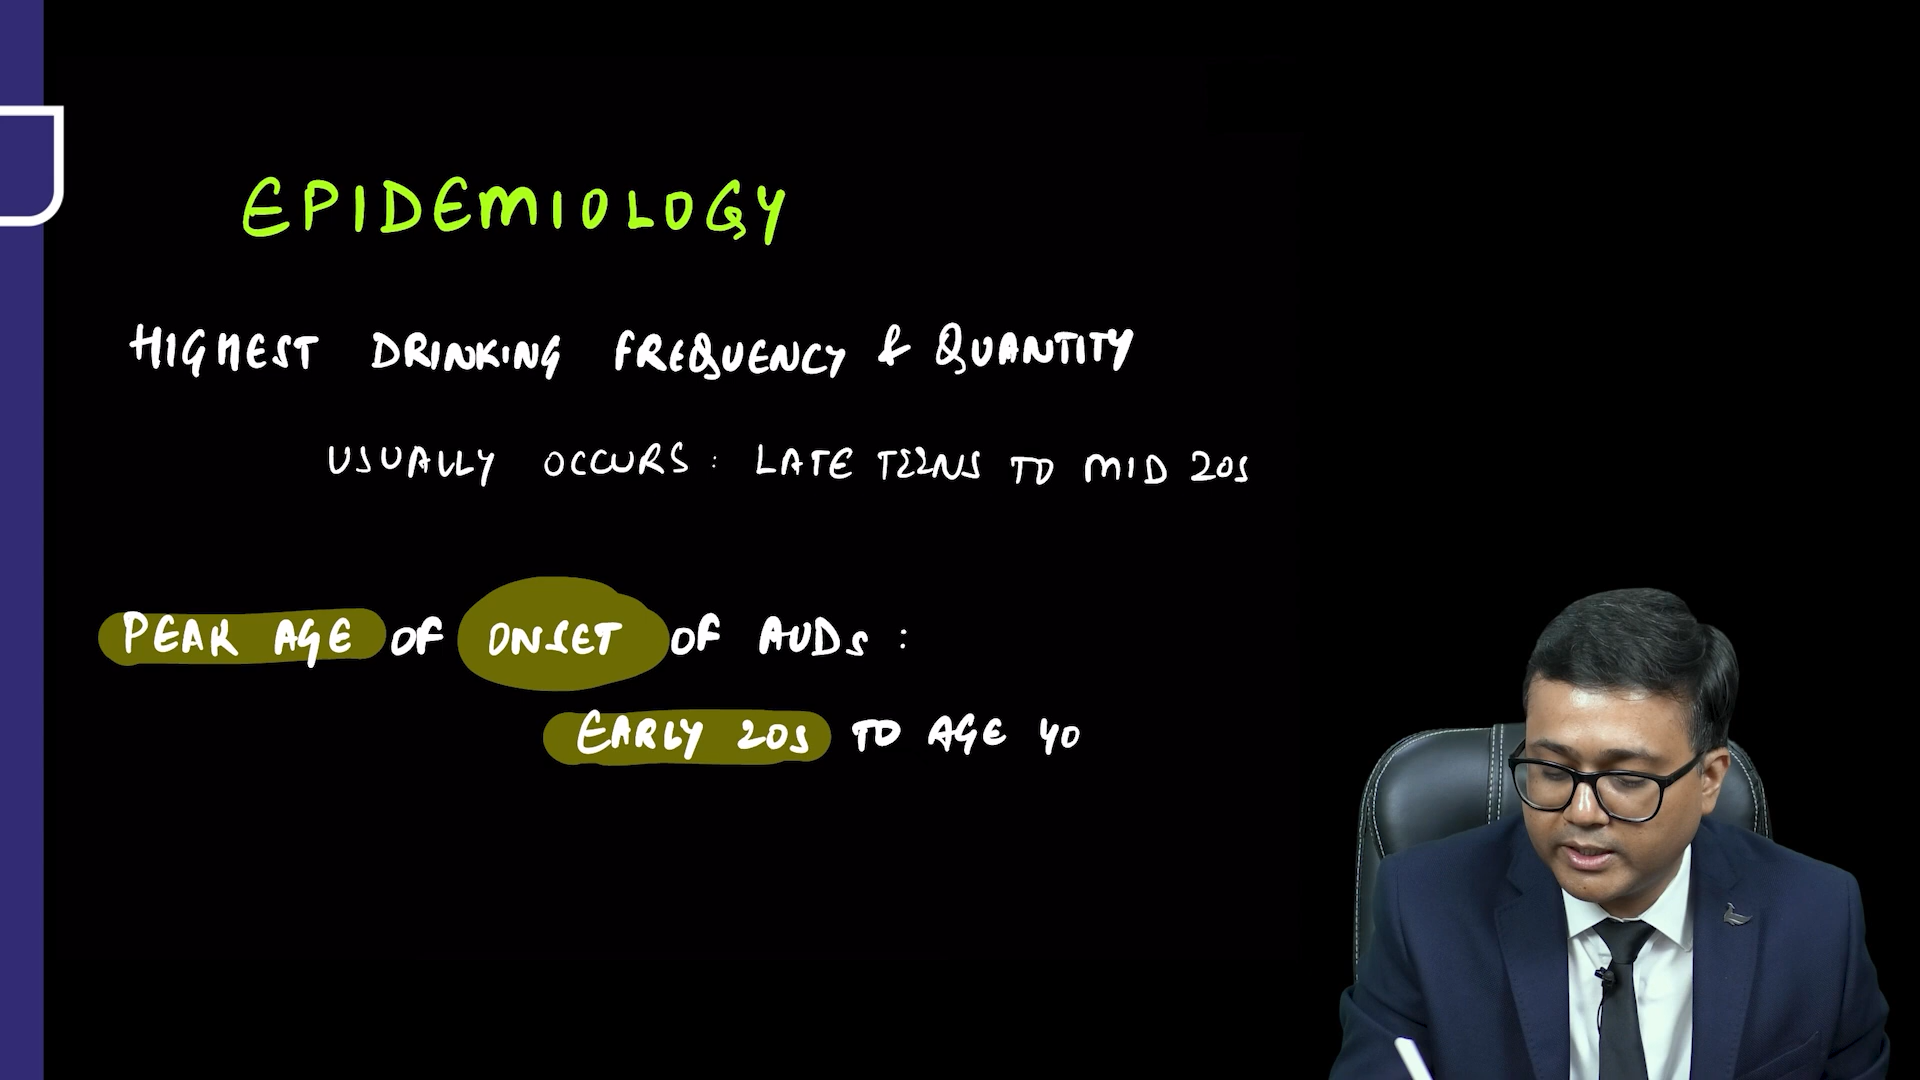 EPIDEMIOLOGY
HIGHEST DRINKING FREQUENCY & QUANTITY
USUALLY OCCURS : LATE TEENS TO MID 20s
PEAK AGE OF ONSET OF AUDs :
EARLY 20s TO AGE 40